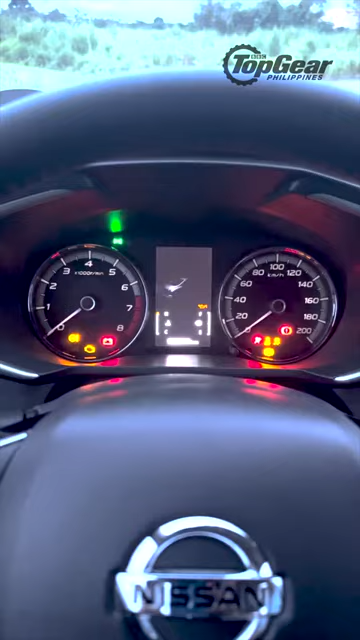 BBC
TopGear
PHILIPPINES
0 1 2 3 4 5 6 7 8
x1000r/min
0 20 40 60 80 100 120 140 160 180 200
km/h
NISSAN